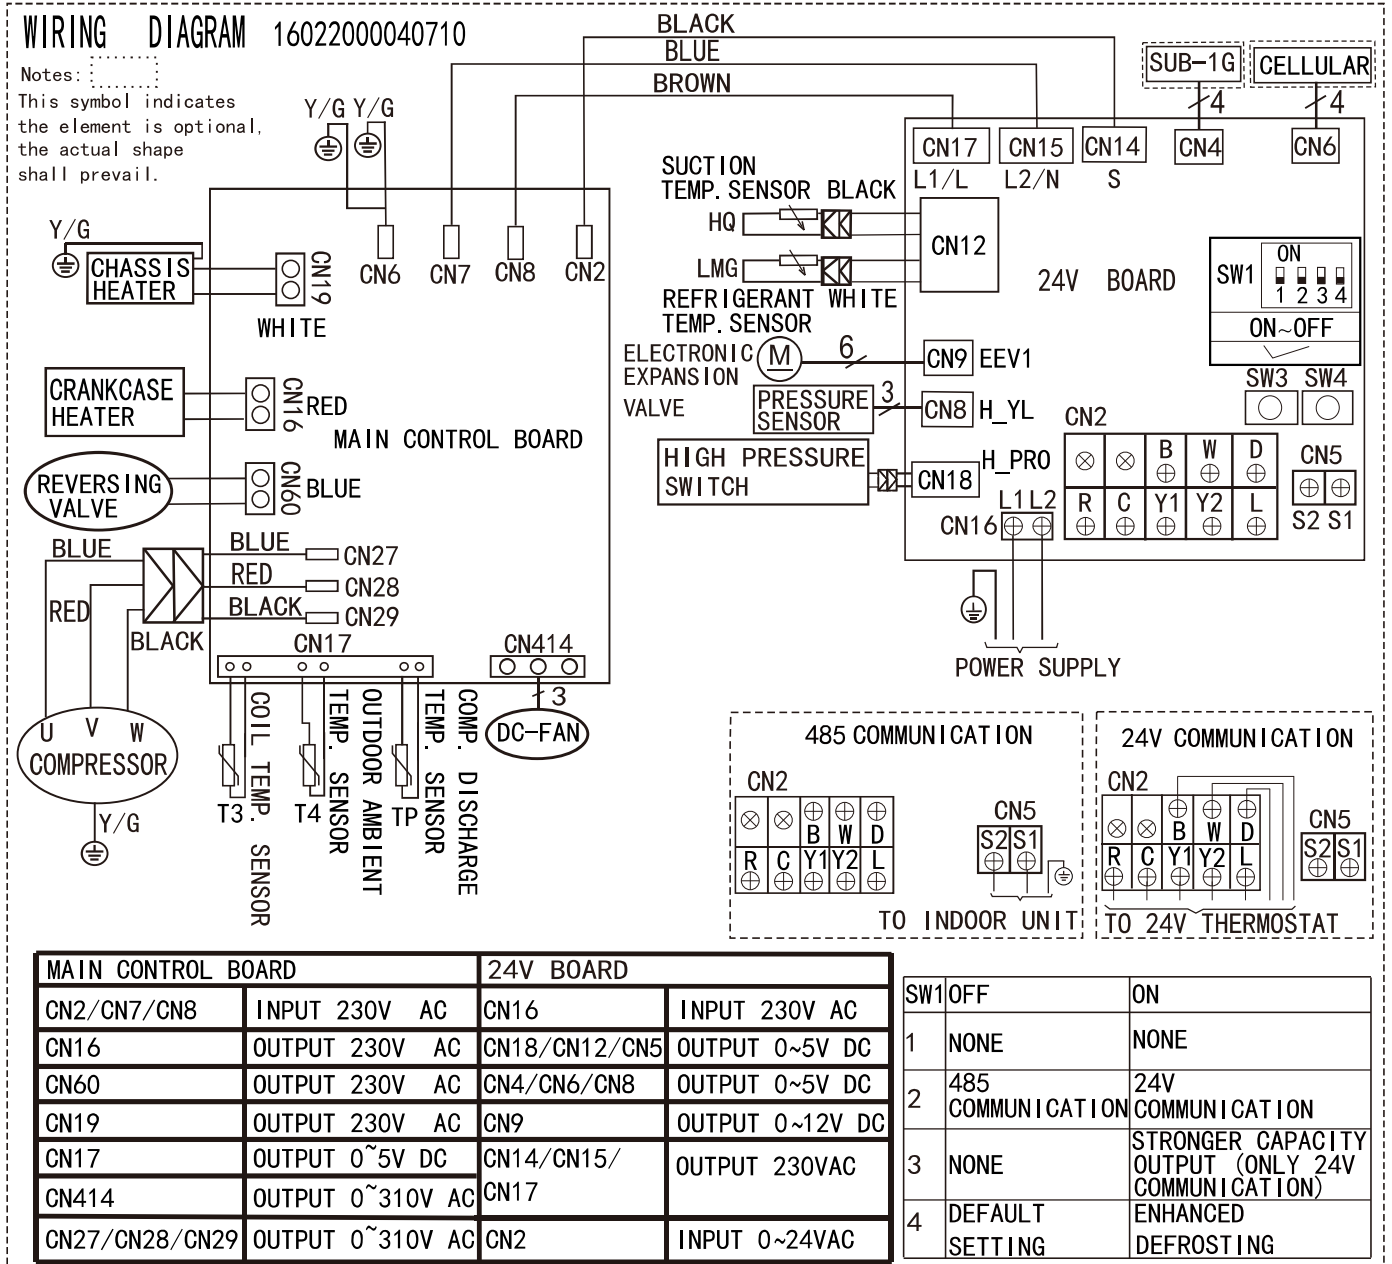 WIRING DIAGRAM 16022000040710
Notes:
This symbol indicates
the element is optional,
the actual shape
shall prevail.
BLACK
BLUE
BROWN
SUB-1G
CELLULAR
4
4
Y/G Y/G
CN17
CN15
CN14
CN4
CN6
L1/L
L2/N
S
SUCTION
TEMP. SENSOR BLACK
HQ
CN12
LMG
REFRIGERANT WHITE
TEMP. SENSOR
24V BOARD
SW1
ON
1 2 3 4
ON~OFF
SW3 SW4
ELECTRONIC
EXPANSION
VALVE
M
6
CN9 EEV1
PRESSURE
SENSOR
3
CN8 H_YL
HIGH PRESSURE
SWITCH
CN18
H_PRO
CN2
B W D
R C Y1 Y2 L
CN5
S2 S1
L1 L2
CN16
POWER SUPPLY
Y/G
CHASSIS
HEATER
CN19
WHITE
CN6
CN7
CN8
CN2
CRANKCASE
HEATER
CN16
RED
MAIN CONTROL BOARD
REVERSING
VALVE
CN60
BLUE
BLUE
BLUE
CN27
RED
CN28
RED
BLACK
CN29
BLACK
CN17
CN414
3
DC-FAN
U V W
COMPRESSOR
Y/G
T3
COIL TEMP. SENSOR
T4
OUTDOOR AMBIENT
TEMP. SENSOR
TP
COMP. DISCHARGE
TEMP. SENSOR
485 COMMUNICATION
CN2
B W D
R C Y1 Y2 L
CN5
S2 S1
TO INDOOR UNIT
24V COMMUNICATION
CN2
B W D
R C Y1 Y2 L
CN5
S2 S1
TO 24V THERMOSTAT
MAIN CONTROL BOARD 24V BOARD
CN2/CN7/CN8 INPUT 230V AC CN16 INPUT 230V AC
CN16 OUTPUT 230V AC CN18/CN12/CN5 OUTPUT 0~5V DC
CN60 OUTPUT 230V AC CN4/CN6/CN8 OUTPUT 0~5V DC
CN19 OUTPUT 230V AC CN9 OUTPUT 0~12V DC
CN17 OUTPUT 0~5V DC CN14/CN15/ OUTPUT 230VAC
CN414 OUTPUT 0~310V AC CN17
CN27/CN28/CN29 OUTPUT 0~310V AC CN2 INPUT 0~24VAC
SW1 OFF ON
1 NONE NONE
2 485 24V
COMMUNICATION COMMUNICATION
3 NONE STRONGER CAPACITY
OUTPUT (ONLY 24V
COMMUNICATION)
4 DEFAULT ENHANCED
SETTING DEFROSTING